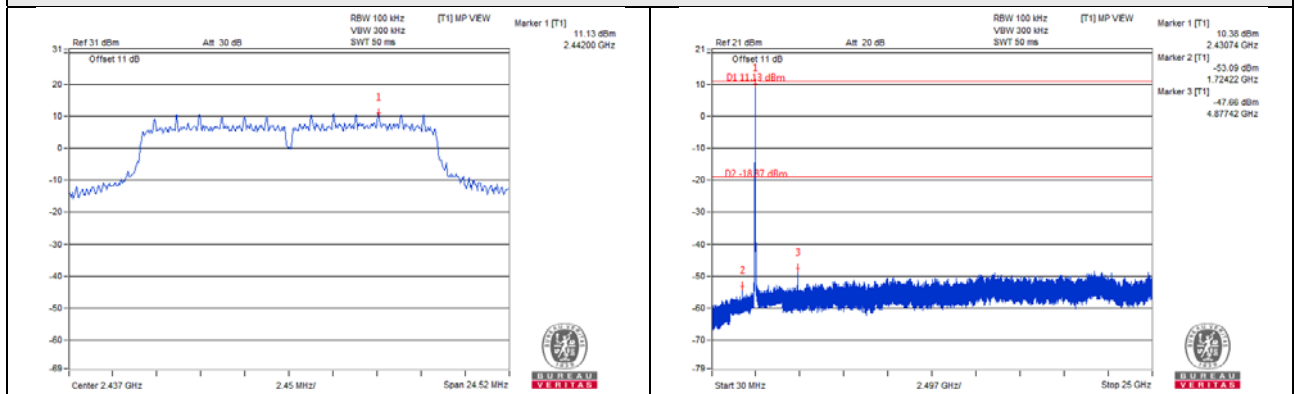 RBW 100 kHz [T1] MP VIEW
VBW 300 kHz
Ref 31 dBm Att 30 dB SWT 50 ms
Marker 1 [T1]
11.13 dBm
2.44200 GHz
31
Offset 11 dB
20
1
10
0
-10
-20
-30
-40
-50
-60
-69
Center 2.437 GHz 2.45 MHz/ Span 24.52 MHz
BUREAU VERITAS
1828
BUREAU
VERITAS
RBW 100 kHz [T1] MP VIEW
VBW 300 kHz
Ref 21 dBm Att 20 dB SWT 50 ms
Marker 1 [T1]
10.38 dBm
2.43074 GHz
Marker 2 [T1]
-53.09 dBm
1.72422 GHz
Marker 3 [T1]
-47.66 dBm
4.87742 GHz
21
Offset 11 dB
1
D1 11.13 dBm
10
0
-10
D2 -18.87 dBm
-20
-30
-40
3
2
-50
-60
-70
-79
Start 30 MHz 2.497 GHz/ Stop 25 GHz
BUREAU VERITAS
1828
BUREAU
VERITAS